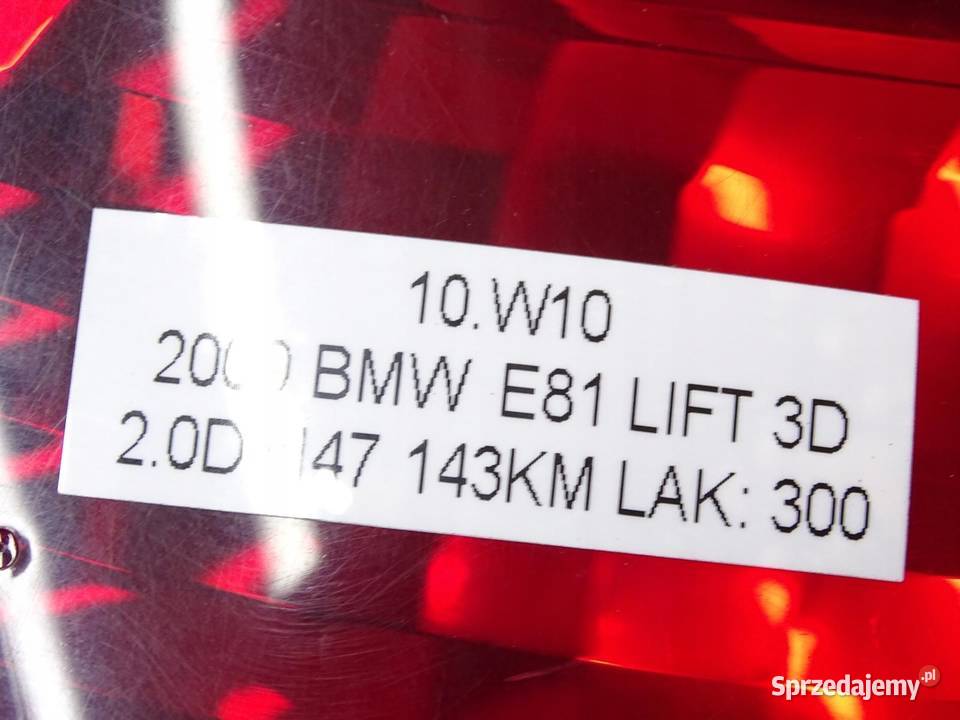 10.W10
BMW E81 LIFT 3D
2.0D 143KM LAK: 300
Sprzedajemy.pl